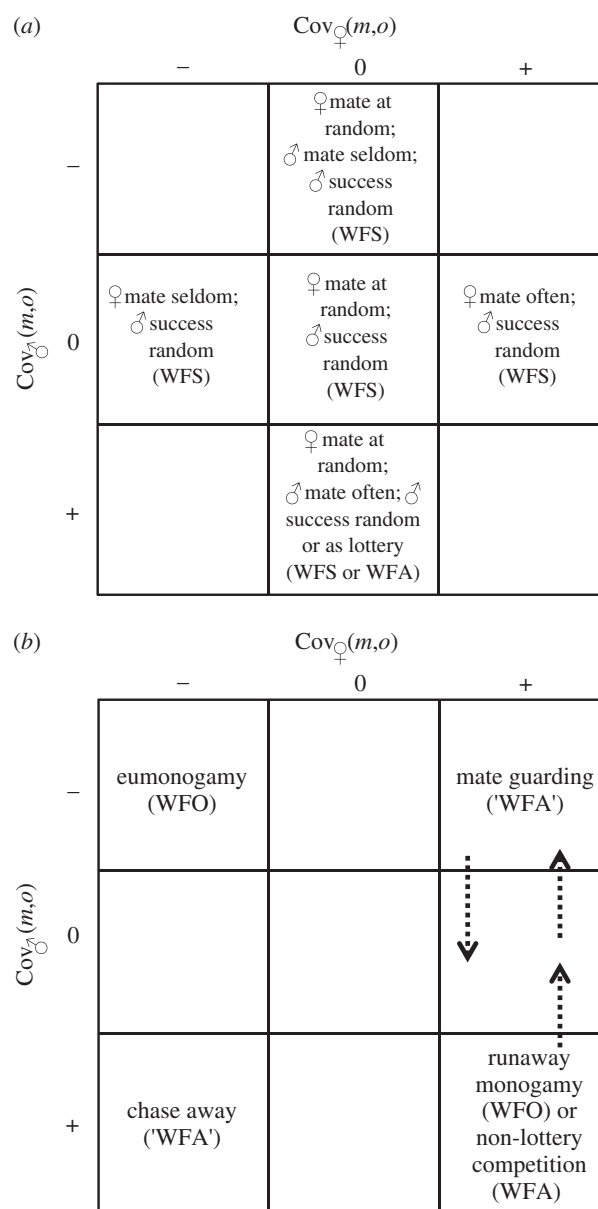 (a)
Cov♀(m,o)
− 0 +
♀ mate at
random;
♂ mate seldom;
♂ success
random
(WFS)
−
♀ mate seldom;
♂ success
random
(WFS)
♀ mate at
random;
♂ success
random
(WFS)
♀ mate often;
♂ success
random
(WFS)
Cov♂(m,o)
0
♀ mate at
random;
♂ mate often; ♂
success random
or as lottery
(WFS or WFA)
+
(b)
Cov♀(m,o)
− 0 +
−
eumonogamy
(WFO)
mate guarding
('WFA')
Cov♂(m,o)
0
+
chase away
('WFA')
runaway
monogamy
(WFO) or
non-lottery
competition
(WFA)